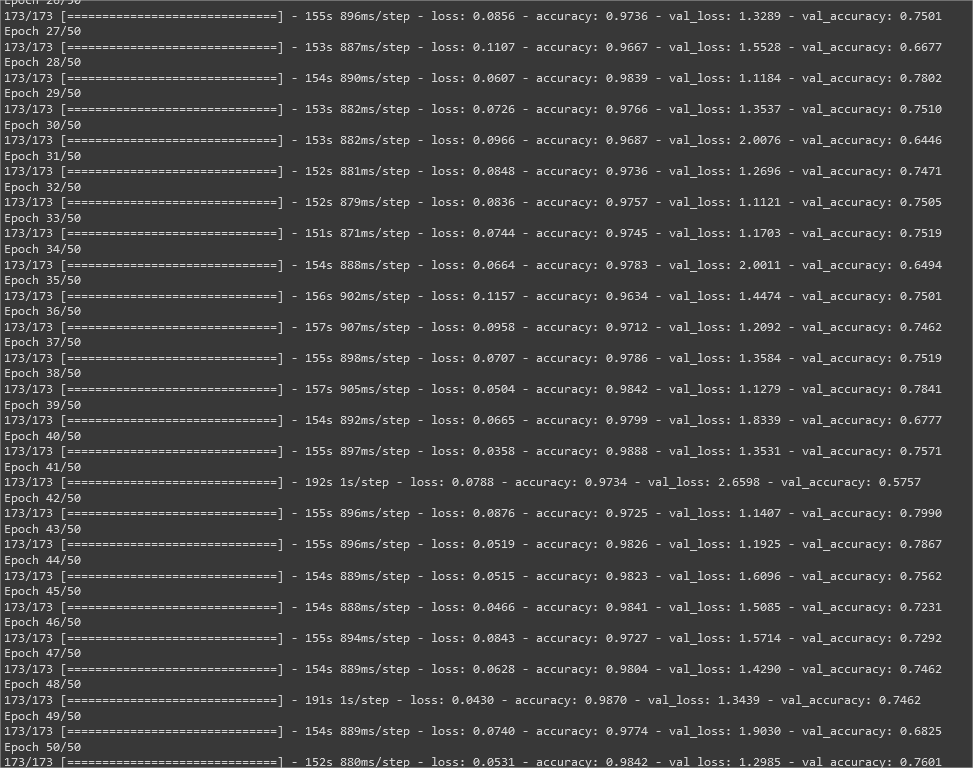 Epoch 26/50
173/173 [==============================] - 155s 896ms/step - loss: 0.0856 - accuracy: 0.9736 - val_loss: 1.3289 - val_accuracy: 0.7501
Epoch 27/50
173/173 [==============================] - 153s 887ms/step - loss: 0.1107 - accuracy: 0.9667 - val_loss: 1.5528 - val_accuracy: 0.6677
Epoch 28/50
173/173 [==============================] - 154s 890ms/step - loss: 0.0607 - accuracy: 0.9839 - val_loss: 1.1184 - val_accuracy: 0.7802
Epoch 29/50
173/173 [==============================] - 153s 882ms/step - loss: 0.0726 - accuracy: 0.9766 - val_loss: 1.3537 - val_accuracy: 0.7510
Epoch 30/50
173/173 [==============================] - 153s 882ms/step - loss: 0.0966 - accuracy: 0.9687 - val_loss: 2.0076 - val_accuracy: 0.6446
Epoch 31/50
173/173 [==============================] - 152s 881ms/step - loss: 0.0848 - accuracy: 0.9736 - val_loss: 1.2696 - val_accuracy: 0.7471
Epoch 32/50
173/173 [==============================] - 152s 879ms/step - loss: 0.0836 - accuracy: 0.9757 - val_loss: 1.1121 - val_accuracy: 0.7505
Epoch 33/50
173/173 [==============================] - 151s 871ms/step - loss: 0.0744 - accuracy: 0.9745 - val_loss: 1.1703 - val_accuracy: 0.7519
Epoch 34/50
173/173 [==============================] - 154s 888ms/step - loss: 0.0664 - accuracy: 0.9783 - val_loss: 2.0011 - val_accuracy: 0.6494
Epoch 35/50
173/173 [==============================] - 156s 902ms/step - loss: 0.1157 - accuracy: 0.9634 - val_loss: 1.4474 - val_accuracy: 0.7501
Epoch 36/50
173/173 [==============================] - 157s 907ms/step - loss: 0.0958 - accuracy: 0.9712 - val_loss: 1.2092 - val_accuracy: 0.7462
Epoch 37/50
173/173 [==============================] - 155s 898ms/step - loss: 0.0707 - accuracy: 0.9786 - val_loss: 1.3584 - val_accuracy: 0.7519
Epoch 38/50
173/173 [==============================] - 157s 905ms/step - loss: 0.0504 - accuracy: 0.9842 - val_loss: 1.1279 - val_accuracy: 0.7841
Epoch 39/50
173/173 [==============================] - 154s 892ms/step - loss: 0.0665 - accuracy: 0.9799 - val_loss: 1.8339 - val_accuracy: 0.6777
Epoch 40/50
173/173 [==============================] - 155s 897ms/step - loss: 0.0358 - accuracy: 0.9888 - val_loss: 1.3531 - val_accuracy: 0.7571
Epoch 41/50
173/173 [==============================] - 192s 1s/step - loss: 0.0788 - accuracy: 0.9734 - val_loss: 2.6598 - val_accuracy: 0.5757
Epoch 42/50
173/173 [==============================] - 155s 896ms/step - loss: 0.0876 - accuracy: 0.9725 - val_loss: 1.1407 - val_accuracy: 0.7990
Epoch 43/50
173/173 [==============================] - 155s 896ms/step - loss: 0.0519 - accuracy: 0.9826 - val_loss: 1.1925 - val_accuracy: 0.7867
Epoch 44/50
173/173 [==============================] - 154s 889ms/step - loss: 0.0515 - accuracy: 0.9823 - val_loss: 1.6096 - val_accuracy: 0.7562
Epoch 45/50
173/173 [==============================] - 154s 888ms/step - loss: 0.0466 - accuracy: 0.9841 - val_loss: 1.5085 - val_accuracy: 0.7231
Epoch 46/50
173/173 [==============================] - 155s 894ms/step - loss: 0.0843 - accuracy: 0.9727 - val_loss: 1.5714 - val_accuracy: 0.7292
Epoch 47/50
173/173 [==============================] - 154s 889ms/step - loss: 0.0628 - accuracy: 0.9804 - val_loss: 1.4290 - val_accuracy: 0.7462
Epoch 48/50
173/173 [==============================] - 191s 1s/step - loss: 0.0430 - accuracy: 0.9870 - val_loss: 1.3439 - val_accuracy: 0.7462
Epoch 49/50
173/173 [==============================] - 154s 889ms/step - loss: 0.0740 - accuracy: 0.9774 - val_loss: 1.9030 - val_accuracy: 0.6825
Epoch 50/50
173/173 [==============================] - 152s 880ms/step - loss: 0.0531 - accuracy: 0.9842 - val_loss: 1.2985 - val_accuracy: 0.7601